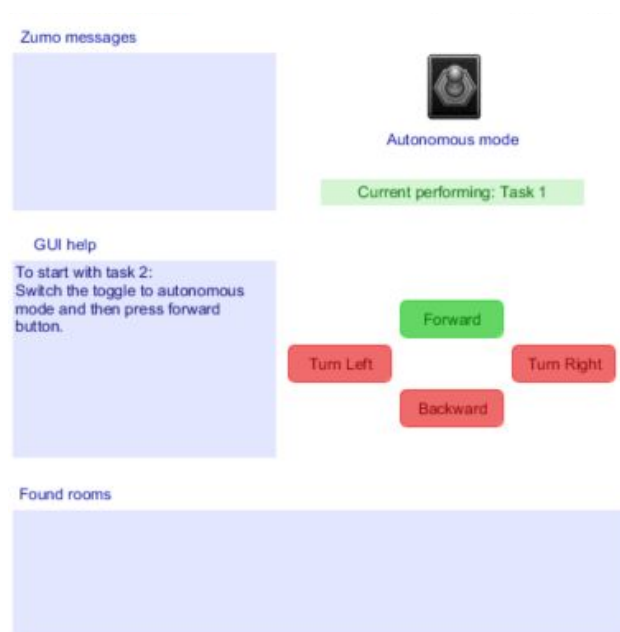 Zumo messages
Autonomous mode
Current performing: Task 1
GUI help
To start with task 2:
Switch the toggle to autonomous
mode and then press forward
button.
Forward
Turn Left
Turn Right
Backward
Found rooms